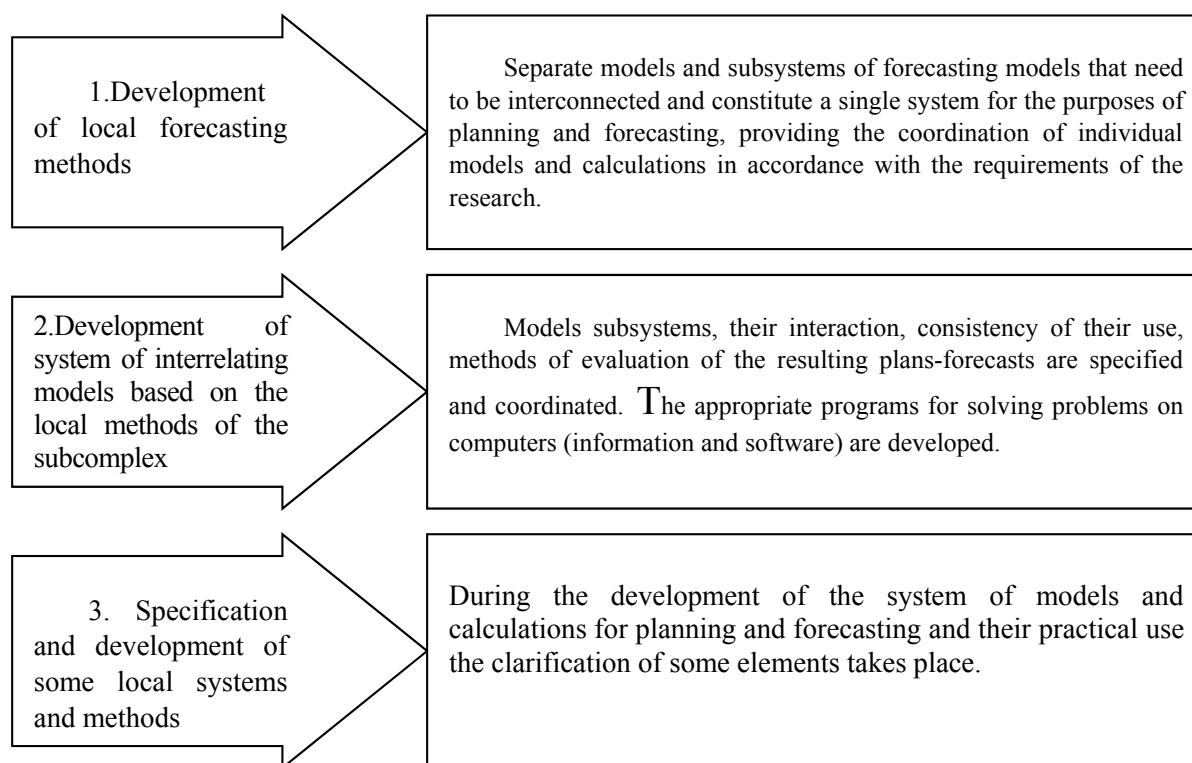 1.Development
of local forecasting
methods
Separate models and subsystems of forecasting models that need
to be interconnected and constitute a single system for the purposes of
planning and forecasting, providing the coordination of individual
models and calculations in accordance with the requirements of the
research.
2.Development of
system of interrelating
models based on the
local methods of the
subcomplex
Models subsystems, their interaction, consistency of their use,
methods of evaluation of the resulting plans-forecasts are specified
and coordinated. The appropriate programs for solving problems on
computers (information and software) are developed.
3. Specification
and development of
some local systems
and methods
During the development of the system of models and
calculations for planning and forecasting and their practical use
the clarification of some elements takes place.